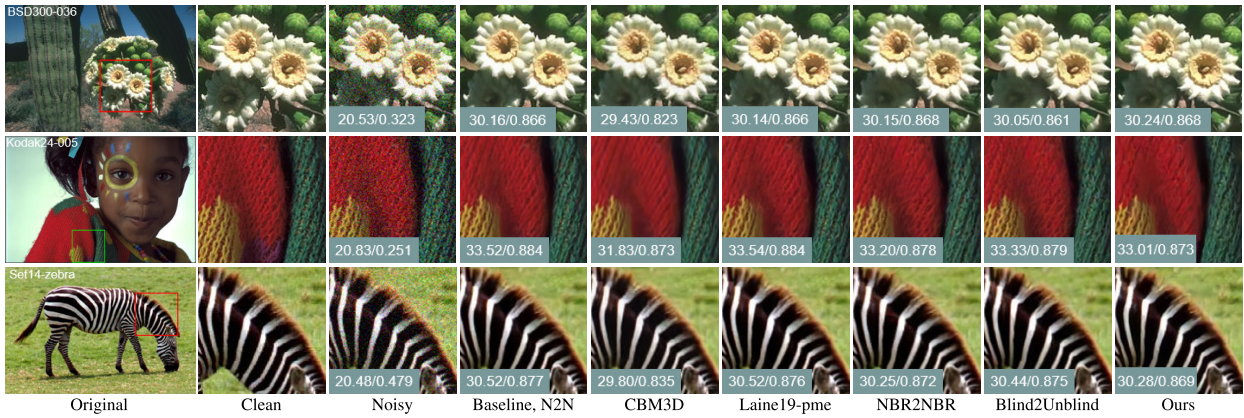 BSD300-036
20.53/0.323 30.16/0.866 29.43/0.823 30.14/0.866 30.15/0.868 30.05/0.861 30.24/0.868
Kodak24-005
20.83/0.251 33.52/0.884 31.83/0.873 33.54/0.884 33.20/0.878 33.33/0.879 33.01/0.873
Set14-zebra
20.48/0.479 30.52/0.877 29.80/0.835 30.52/0.876 30.25/0.872 30.44/0.875 30.28/0.869
Original Clean Noisy Baseline, N2N CBM3D Laine19-pme NBR2NBR Blind2Unblind Ours